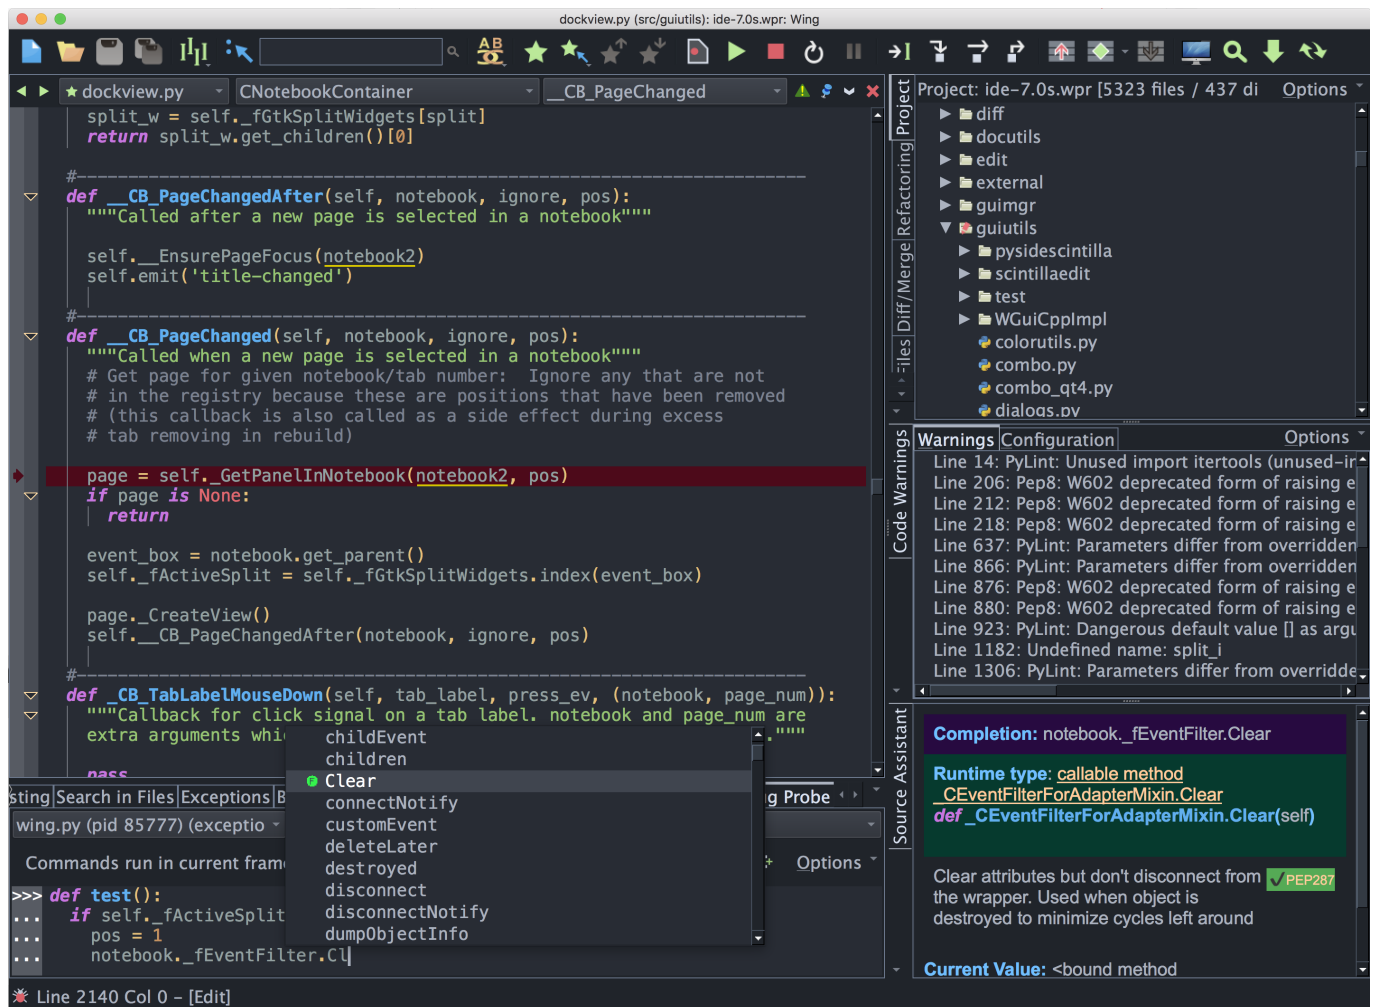 dockview.py (src/guiutils): ide-7.0s.wpr: Wing
AB
dockview.py
CNotebookContainer
__CB_PageChanged
split_w = self._fGtkSplitWidgets[split]
return split_w.get_children()[0]
#----------------------------------------------------------------------
def __CB_PageChangedAfter(self, notebook, ignore, pos):
"""Called after a new page is selected in a notebook"""
self.__EnsurePageFocus(notebook2)
self.emit('title-changed')
#----------------------------------------------------------------------
def __CB_PageChanged(self, notebook, ignore, pos):
"""Called when a new page is selected in a notebook"""
# Get page for given notebook/tab number:  Ignore any that are not
# in the registry because these are positions that have been removed
# (this callback is also called as a side effect during excess
# tab removing in rebuild)
page = self._GetPanelInNotebook(notebook2, pos)
if page is None:
return
event_box = notebook.get_parent()
self._fActiveSplit = self._fGtkSplitWidgets.index(event_box)
page._CreateView()
self.__CB_PageChangedAfter(notebook, ignore, pos)
#----------------------------------------------------------------------
def _CB_TabLabelMouseDown(self, tab_label, press_ev, (notebook, page_num)):
"""Callback for click signal on a tab label. notebook and page_num are
extra arguments whi
."""
pass
childEvent
children
Clear
connectNotify
customEvent
deleteLater
destroyed
disconnect
disconnectNotify
dumpObjectInfo
sting
Search in Files
Exceptions
B
g Probe
wing.py (pid 85777) (exceptio
Commands run in current fram
Options
>>> def test():
... if self._fActiveSplit
... pos = 1
... notebook._fEventFilter.Cl
Line 2140 Col 0 – [Edit]
Project
Refactoring
Diff/Merge
Files
Project: ide-7.0s.wpr [5323 files / 437 di
Options
diff
docutils
edit
external
guimgr
guiutils
pysidescintilla
scintillaedit
test
WGuiCppImpl
colorutils.py
combo.py
combo_qt4.py
dialogs.py
Code Warnings
Warnings
Configuration
Options
Line 14: PyLint: Unused import itertools (unused-ir
Line 206: Pep8: W602 deprecated form of raising e
Line 212: Pep8: W602 deprecated form of raising e
Line 218: Pep8: W602 deprecated form of raising e
Line 637: PyLint: Parameters differ from overridden
Line 866: PyLint: Parameters differ from overridden
Line 876: Pep8: W602 deprecated form of raising e
Line 880: Pep8: W602 deprecated form of raising e
Line 923: PyLint: Dangerous default value [] as argu
Line 1182: Undefined name: split_i
Line 1306: PyLint: Parameters differ from overridde
Source Assistant
Completion: notebook._fEventFilter.Clear
Runtime type: callable method
_CEventFilterForAdapterMixin.Clear
def _CEventFilterForAdapterMixin.Clear(self)
Clear attributes but don't disconnect from
✓PEP287
the wrapper. Used when object is
destroyed to minimize cycles left around
Current Value: <bound method